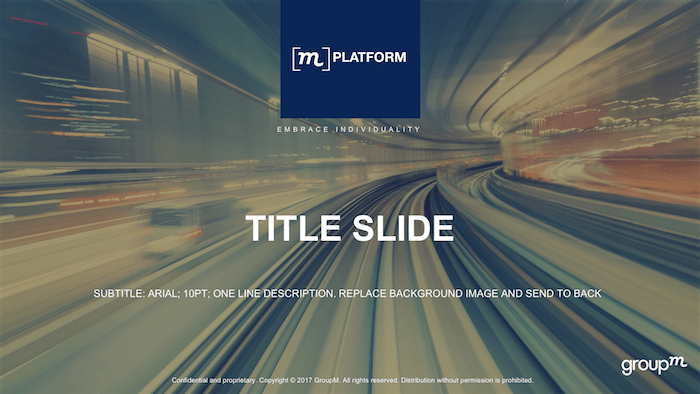 [m] PLATFORM
EMBRACE INDIVIDUALITY
TITLE SLIDE
SUBTITLE: ARIAL; 10PT; ONE LINE DESCRIPTION. REPLACE BACKGROUND IMAGE AND SEND TO BACK
groupm
Confidential and proprietary. Copyright © 2017 GroupM. All rights reserved. Distribution without permission is prohibited.